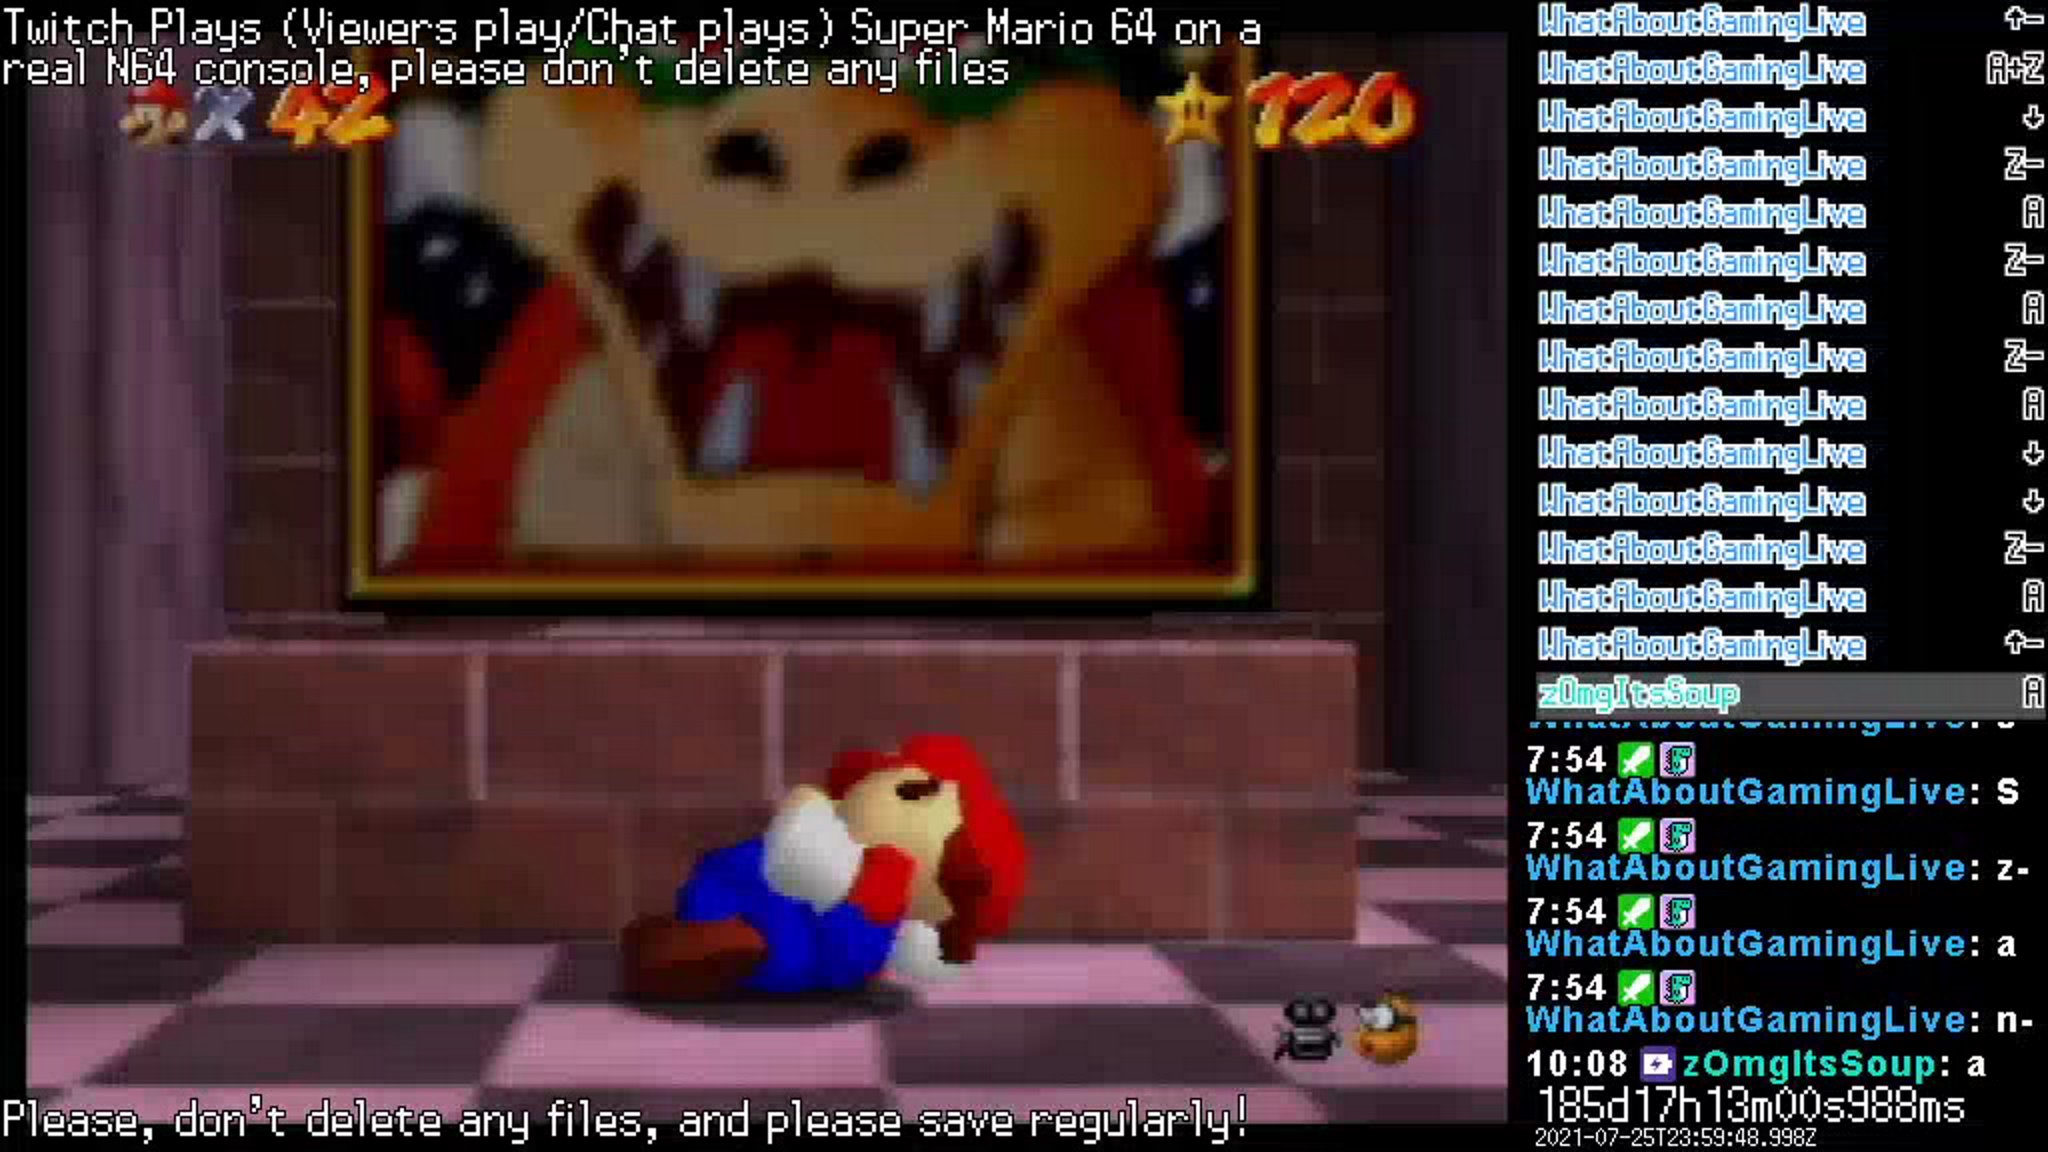 Twitch Plays (Viewers play/Chat plays) Super Mario 64 on a
real N64 console, please don't delete any files
x 42
120
WhatAboutGamingLive ↑-
WhatAboutGamingLive A+Z
WhatAboutGamingLive ↓
WhatAboutGamingLive Z-
WhatAboutGamingLive A
WhatAboutGamingLive Z-
WhatAboutGamingLive A
WhatAboutGamingLive Z-
WhatAboutGamingLive A
WhatAboutGamingLive ↓
WhatAboutGamingLive ↓
WhatAboutGamingLive Z-
WhatAboutGamingLive A
WhatAboutGamingLive ↑-
zOmgItsSoup A
7:54
WhatAboutGamingLive: S
7:54
WhatAboutGamingLive: z-
7:54
WhatAboutGamingLive: a
7:54
WhatAboutGamingLive: n-
10:08 zOmgItsSoup: a
185d17h13m00s988ms
2021-07-25T23:59:48.998Z
Please, don't delete any files, and please save regularly!